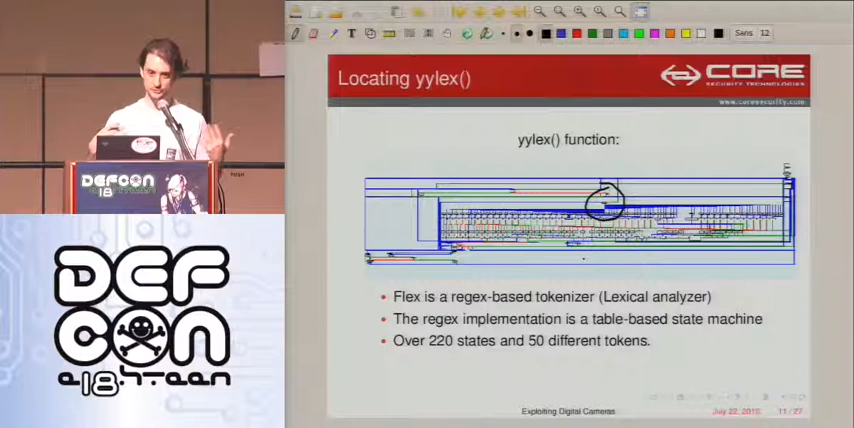 Sans 12
Locating yylex()
CORE
SECURITY TECHNOLOGIES
www.coresecurity.com
yylex() function:
• Flex is a regex-based tokenizer (Lexical analyzer)
• The regex implementation is a table-based state machine
• Over 220 states and 50 different tokens.
Exploiting Digital Cameras
July 22, 2010 11 / 27
DEFCON
18
DEF
CON
e18hteen